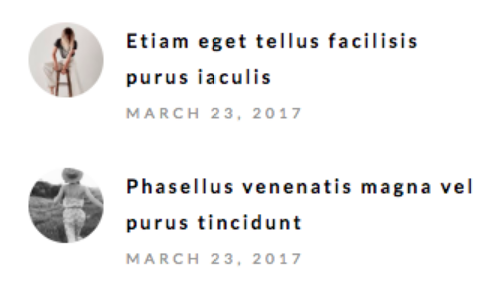 Etiam eget tellus facilisis
purus iaculis
MARCH 23, 2017
Phasellus venenatis magna vel
purus tincidunt
MARCH 23, 2017